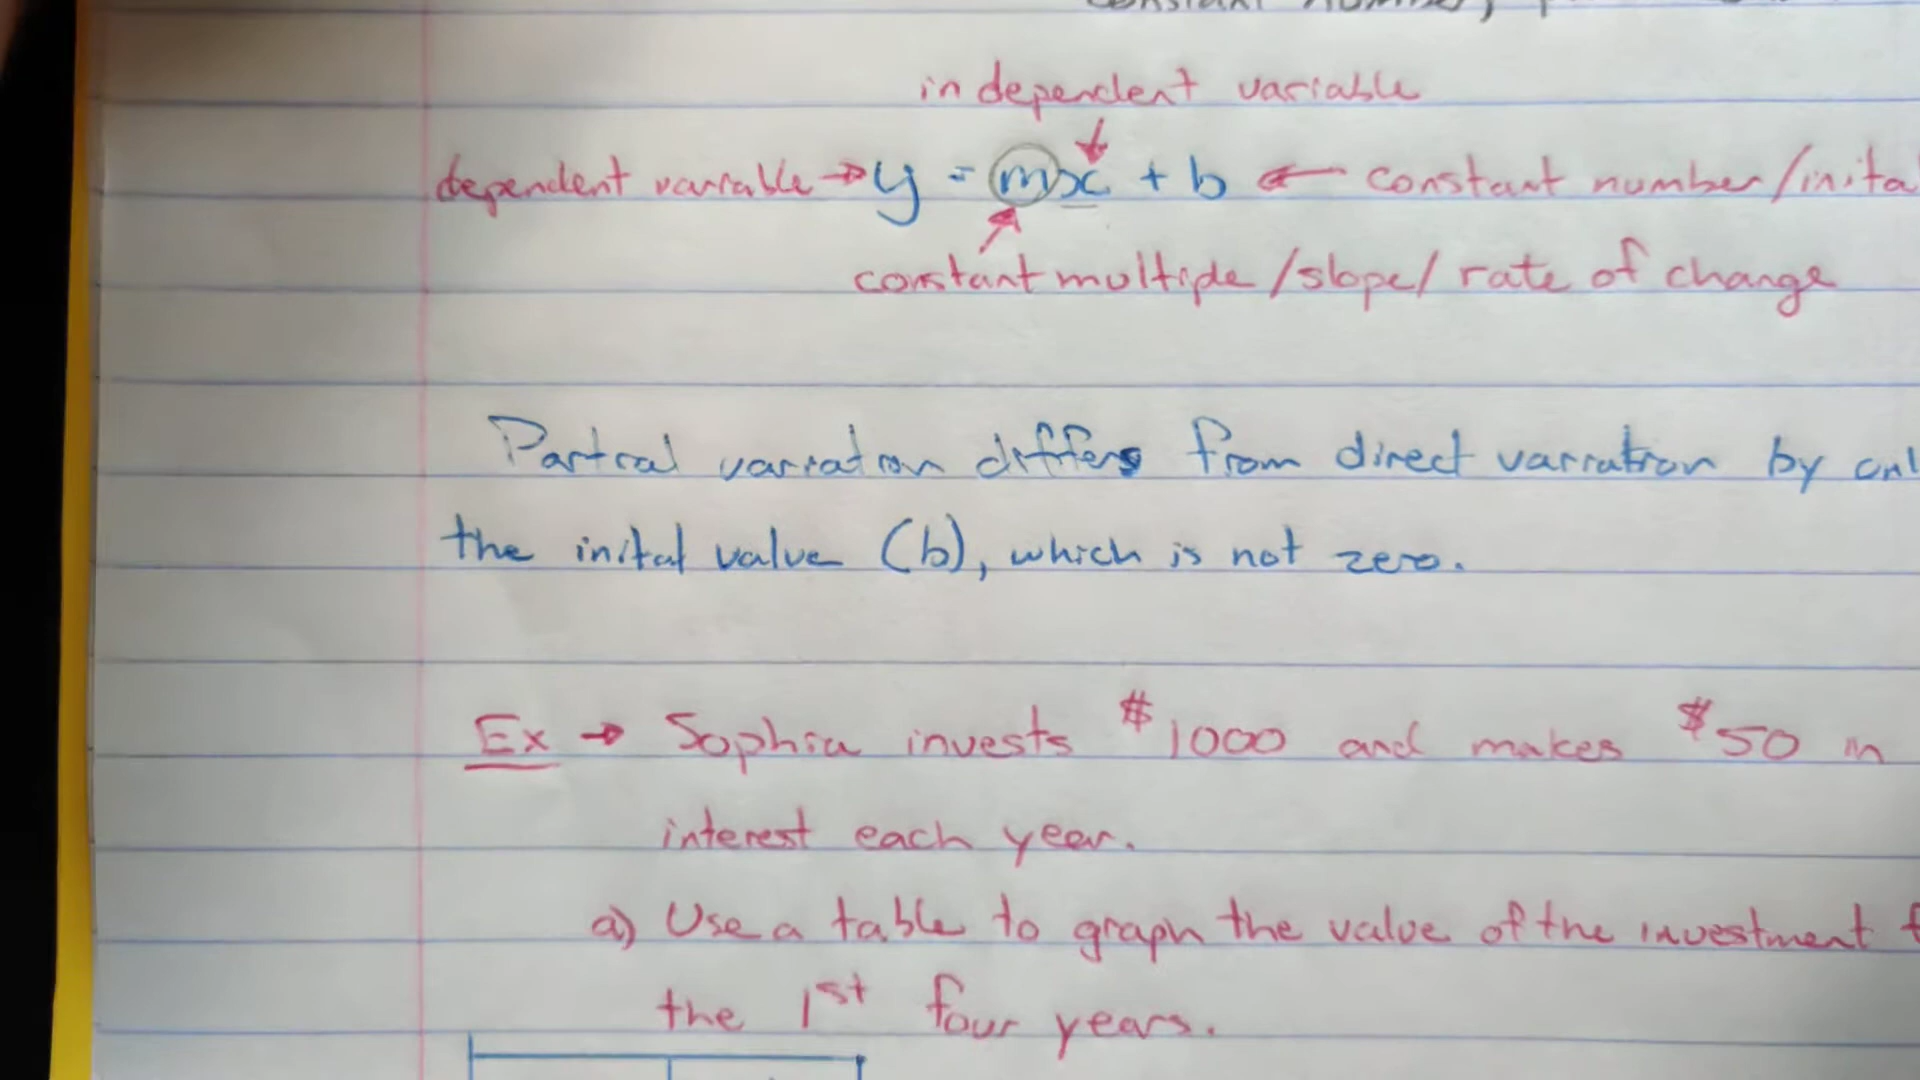 independent variable
dependent variable → y = mx + b ← constant number/inita
constant multiple /slope/ rate of change
Partial variation differs from direct variation by onl
the inital value (b), which is not zero.
Ex → Sophia invests $1000 and makes $50 in
interest each year.
a) Use a table to graph the value of the investment f
the 1st four years.